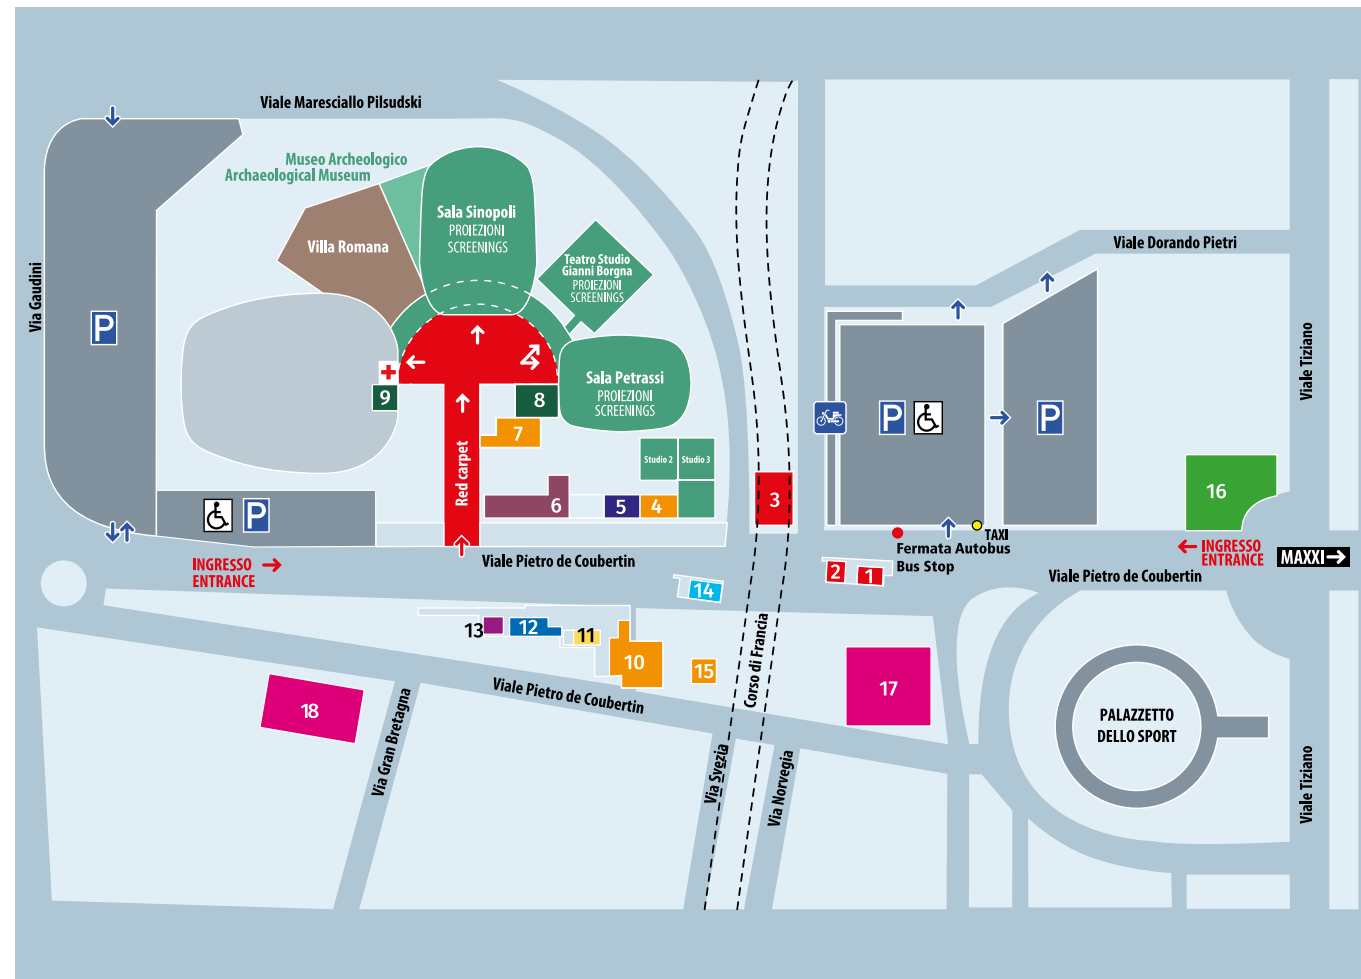 Viale Maresciallo Pilsudski
Museo Archeologico
Archaeological Museum
Sala Sinopoli
PROIEZIONI
SCREENINGS
Villa Romana
Teatro Studio
Gianni Borgna
PROIEZIONI
SCREENINGS
Viale Dorando Pietri
Via Gaudini
P
Sala Petrassi
PROIEZIONI
SCREENINGS
Viale Tiziano
9
8
7
P
P
Red carpet
Studio 2
Studio 3
6
5
4
3
16
P
TAXI
Fermata Autobus
Bus Stop
INGRESSO
ENTRANCE
MAXXI
INGRESSO
ENTRANCE
Viale Pietro de Coubertin
2
1
Viale Pietro de Coubertin
14
13
12
11
10
15
Corso di Francia
17
18
Viale Pietro de Coubertin
Via Gran Bretagna
Via Svezia
Via Norvegia
PALAZZETTO
DELLO SPORT
Viale Tiziano